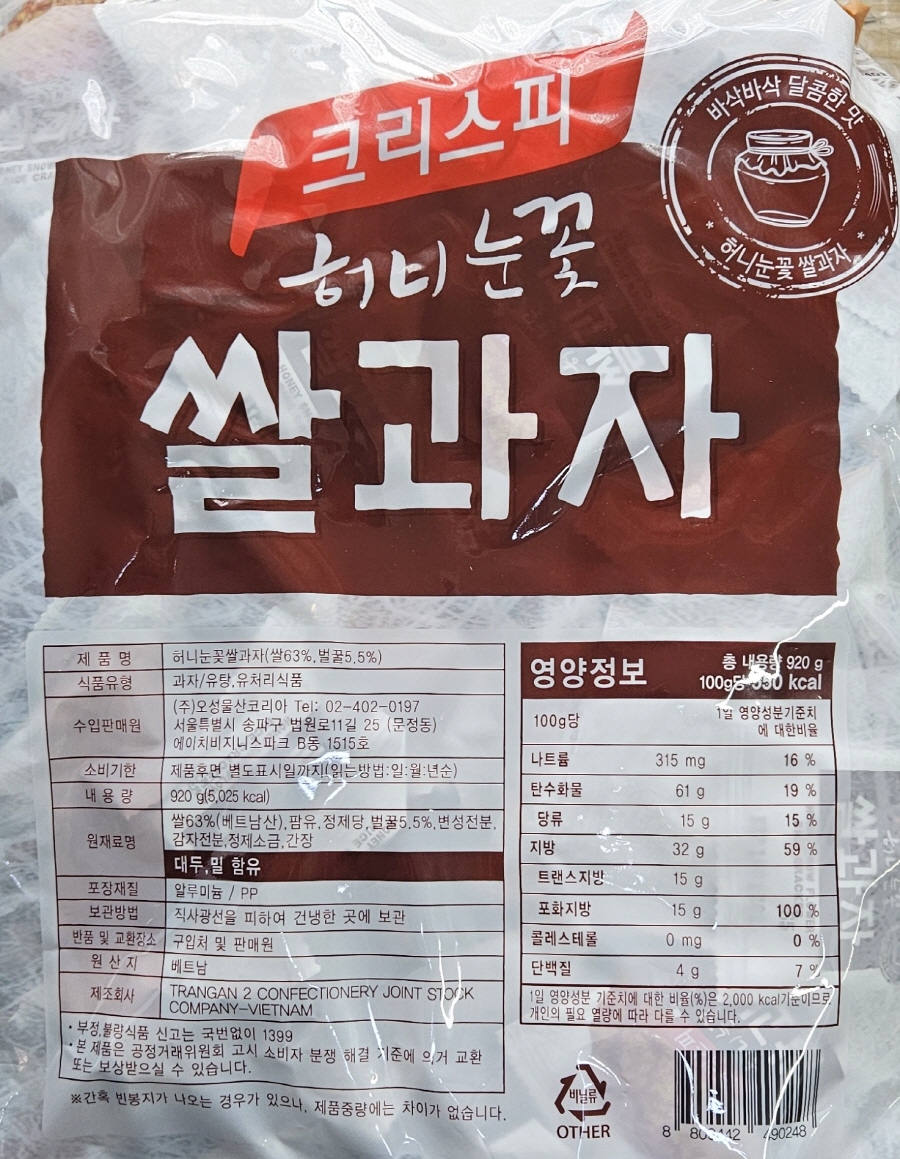 크리스피
바삭바삭 달콤한 맛
허니눈꽃 쌀과자
허니눈꽃
쌀과자
제 품 명 허니눈꽃쌀과자(쌀63%,벌꿀5.5%)
식품유형 과자/유탕,유처리식품
수입판매원 (주)오성물산코리아 Tel: 02-402-0197
서울특별시 송파구 법원로11길 25 (문정동)
에이치비지니스파크 B동 1515호
소비기한 제품후면 별도표시일까지(읽는방법:일:월:년순)
내 용 량 920 g(5,025 kcal)
원재료명 쌀63%(베트남산),팜유,정제당,벌꿀5.5%,변성전분,
감자전분,정제소금,간장
대두,밀 함유
포장재질 알루미늄 / PP
보관방법 직사광선을 피하여 건냉한 곳에 보관
반품 및 교환장소 구입처 및 판매원
원 산 지 베트남
제조회사 TRANGAN 2 CONFECTIONERY JOINT STOCK
COMPANY-VIETNAM
· 부정,불량식품 신고는 국번없이 1399
· 본 제품은 공정거래위원회 고시 소비자 분쟁 해결 기준에 의거 교환
또는 보상받으실 수 있습니다.
※간혹 빈봉지가 나오는 경우가 있으나, 제품중량에는 차이가 없습니다.
영양정보 총 내용량 920 g
100g당 kcal
100g당 1일 영양성분기준치
에 대한비율
나트륨 315 mg 16 %
탄수화물 61 g 19 %
당류 15 g 15 %
지방 32 g 59 %
트랜스지방 15 g
포화지방 15 g 100 %
콜레스테롤 0 mg 0 %
단백질 4 g 7 %
1일 영양성분 기준치에 대한 비율(%)은 2,000 kcal기준이므로
개인의 필요 열량에 따라 다를 수 있습니다.
비닐류
OTHER
8 490248